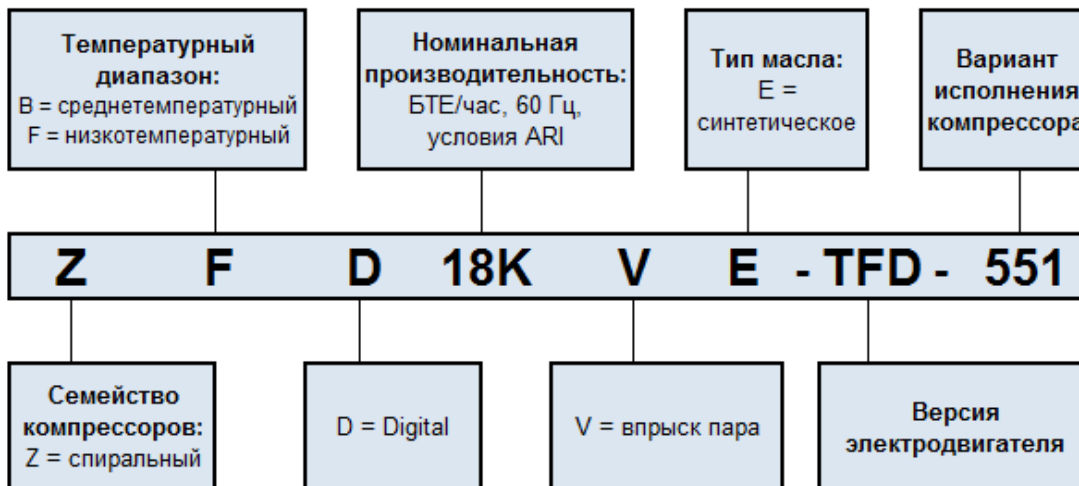 Температурный
диапазон:
B = среднетемпературный
F = низкотемпературный
Номинальная
производительность:
БТЕ/час, 60 Гц,
условия ARI
Тип масла:
E =
синтетическое
Вариант
исполнения
компрессора
Z F D 18K V E - TFD - 551
Семейство
компрессоров:
Z = спиральный
D = Digital
V = впрыск пара
Версия
электродвигателя